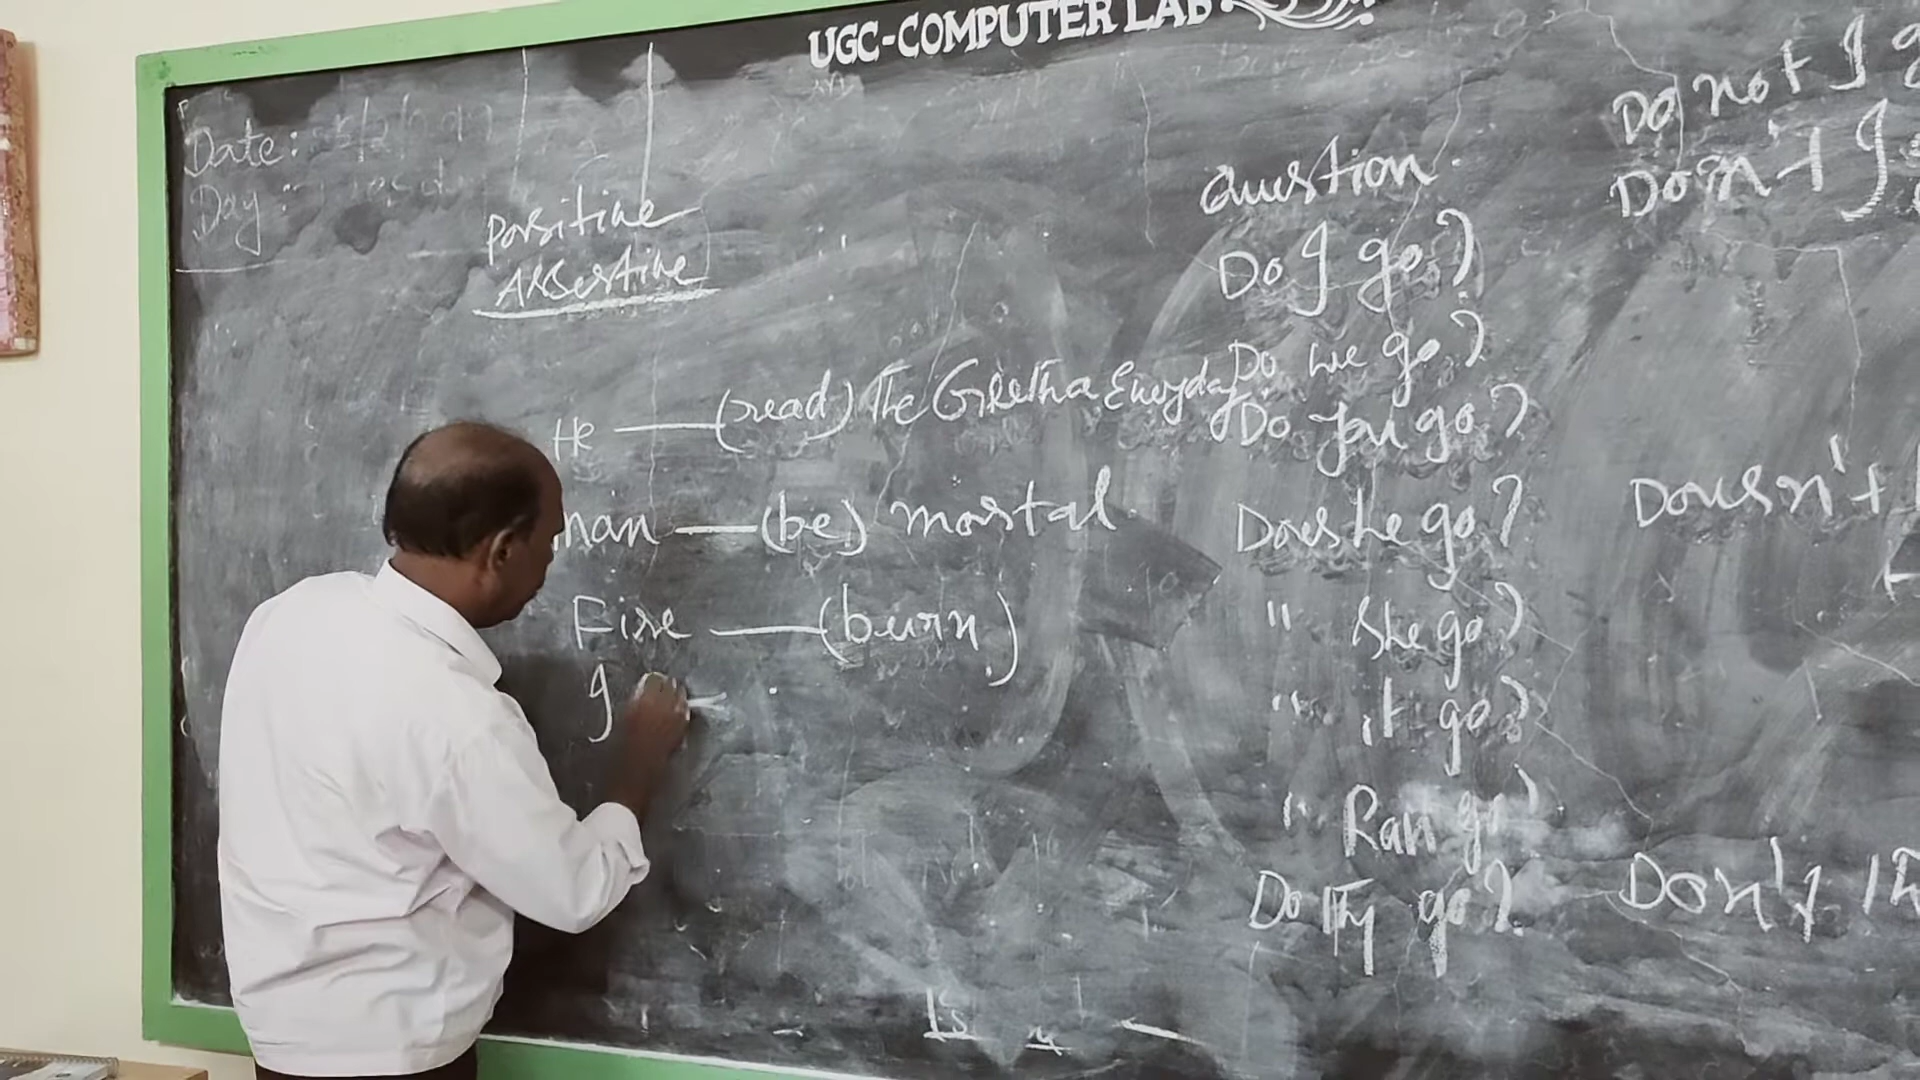 UGC-COMPUTER LAB
Date:
Day:
Positive
Assertive
He — (read) The Geetha Everyday
man — (be) mortal.
Fire — (burn)
I —
Question
Do I go?
Do we go?
Do you go?
Does he go?
" she go?
" it go?
" Ram go?
Do they go?
Do not I
Don't I
Doesn't
Don't
Is